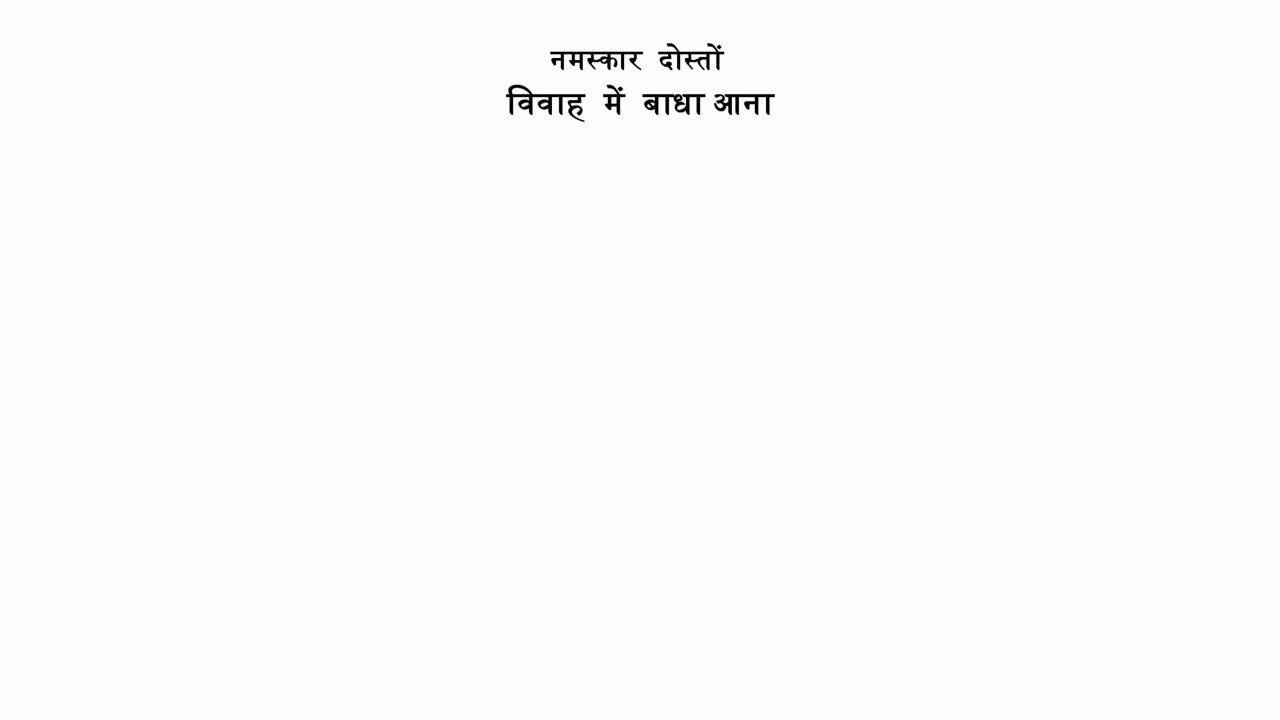 नमस्कार दोस्तों
विवाह में बाधा आना